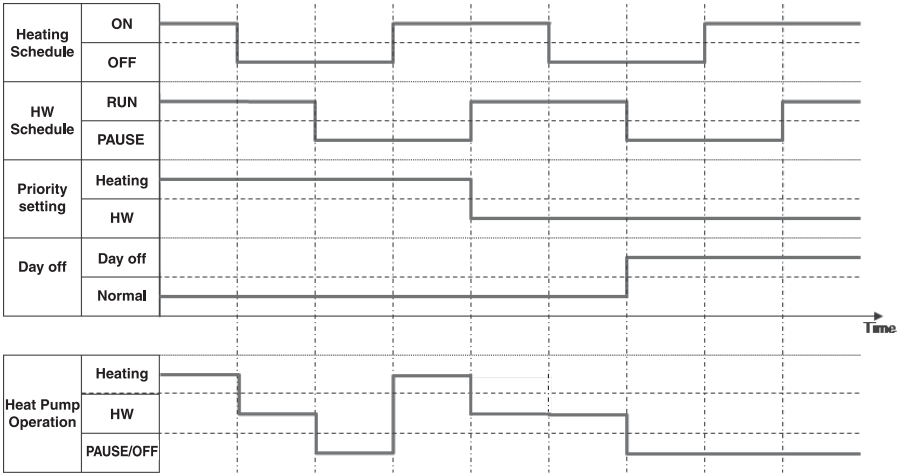 Heating
Schedule
ON
OFF
HW
Schedule
RUN
PAUSE
Priority
setting
Heating
HW
Day off
Day off
Normal
Time
Heat Pump
Operation
Heating
HW
PAUSE/OFF